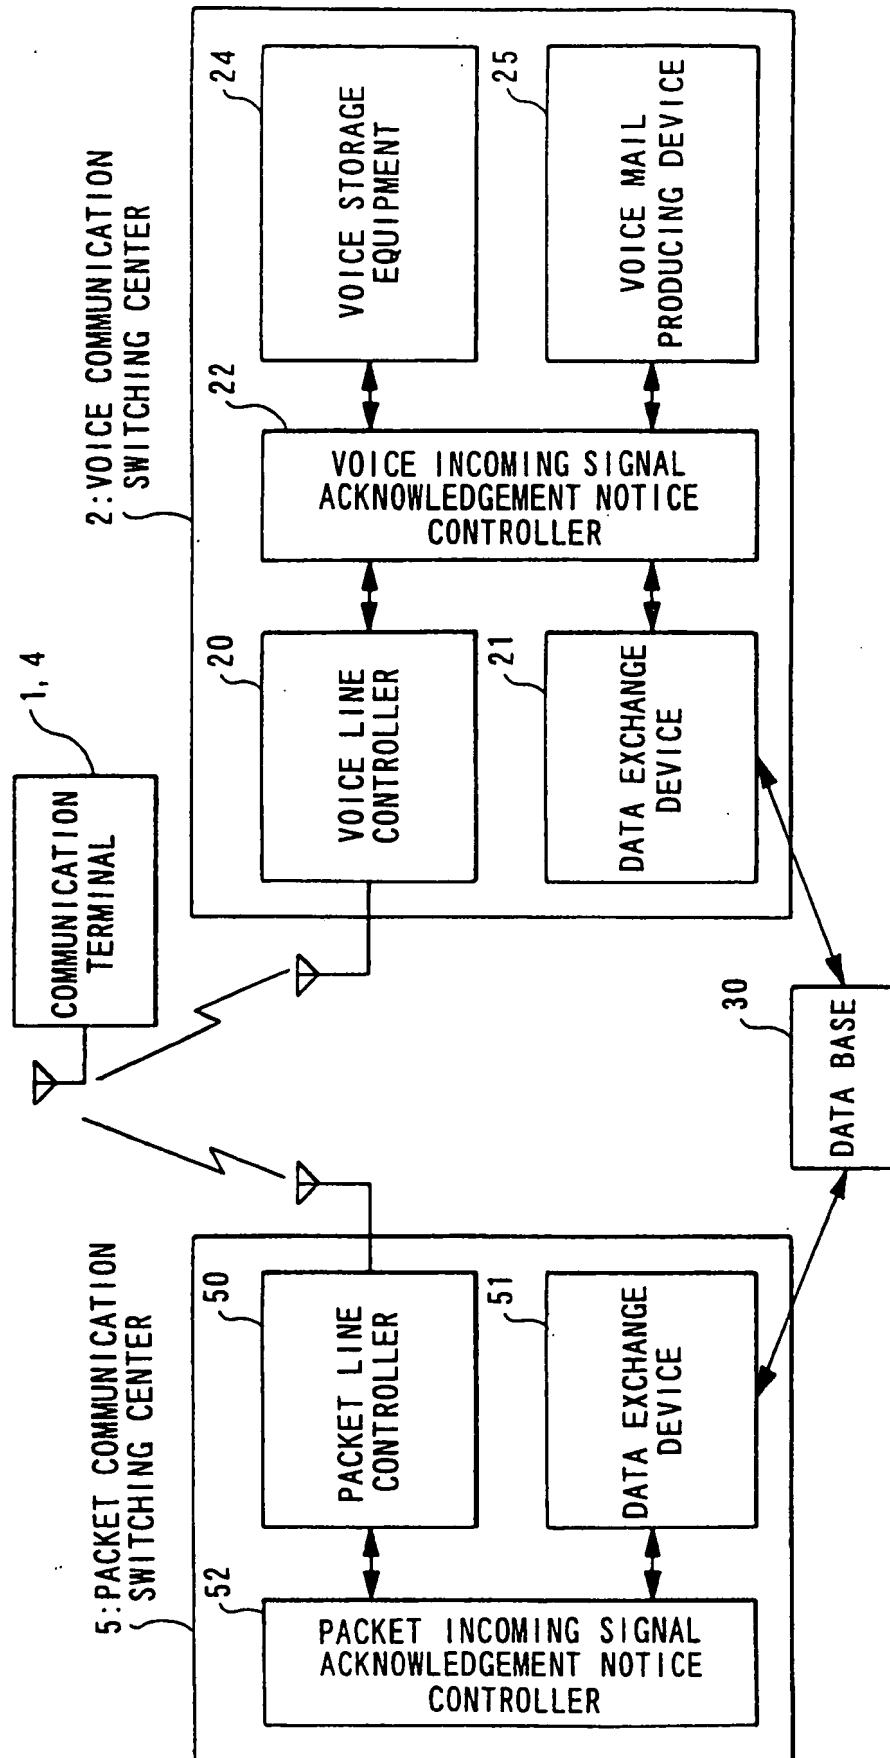 COMMUNICATION
TERMINAL
1, 4
5:PACKET COMMUNICATION
SWITCHING CENTER
52
PACKET INCOMING SIGNAL
ACKNOWLEDGEMENT NOTICE
CONTROLLER
50
PACKET LINE
CONTROLLER
51
DATA EXCHANGE
DEVICE
30
DATA BASE
2:VOICE COMMUNICATION
SWITCHING CENTER
20
VOICE LINE
CONTROLLER
21
DATA EXCHANGE
DEVICE
22
VOICE INCOMING SIGNAL
ACKNOWLEDGEMENT NOTICE
CONTROLLER
24
VOICE STORAGE
EQUIPMENT
25
VOICE MAIL
PRODUCING DEVICE